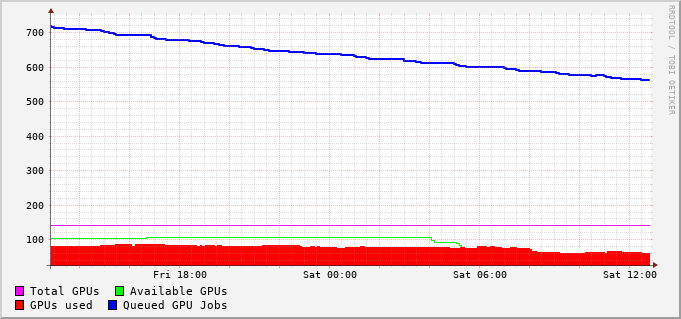 RRDTOOL / TOBI OETIKER
700
600
500
400
300
200
100
Fri 18:00 Sat 00:00 Sat 06:00 Sat 12:00
Total GPUs Available GPUs
GPUs used Queued GPU Jobs